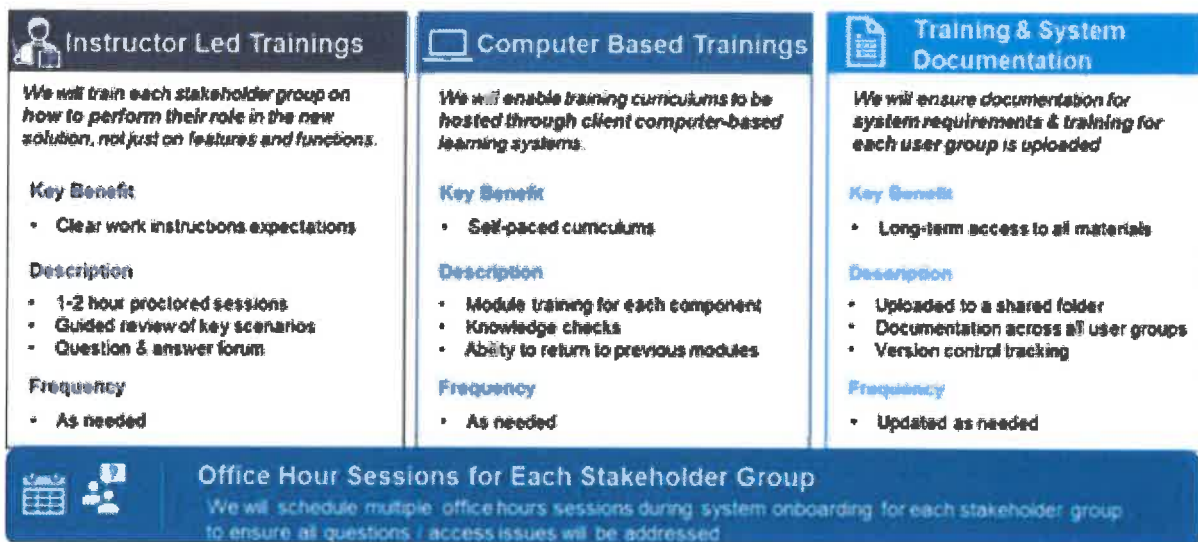 Instructor Led Trainings
We will train each stakeholder group on
how to perform their role in the new
solution, not just on features and functions.
Key Benefit
• Clear work instructions expectations
Description
• 1-2 hour proctored sessions
• Guided review of key scenarios
• Question & answer forum
Frequency
• As needed
Computer Based Trainings
We will enable training curriculums to be
hosted through client computer-based
learning systems.
Key Benefit
• Self-paced curriculums
Description
• Module training for each component
• Knowledge checks
• Ability to return to previous modules
Frequency
• As needed
Training & System
Documentation
We will ensure documentation for
system requirements & training for
each user group is uploaded
Key Benefit
• Long-term access to all materials
Description
• Uploaded to a shared folder
• Documentation across all user groups
• Version control tracking
Frequency
• Updated as needed
?
Office Hour Sessions for Each Stakeholder Group
We will schedule multiple office hours sessions during system onboarding for each stakeholder group
to ensure all questions / access issues will be addressed